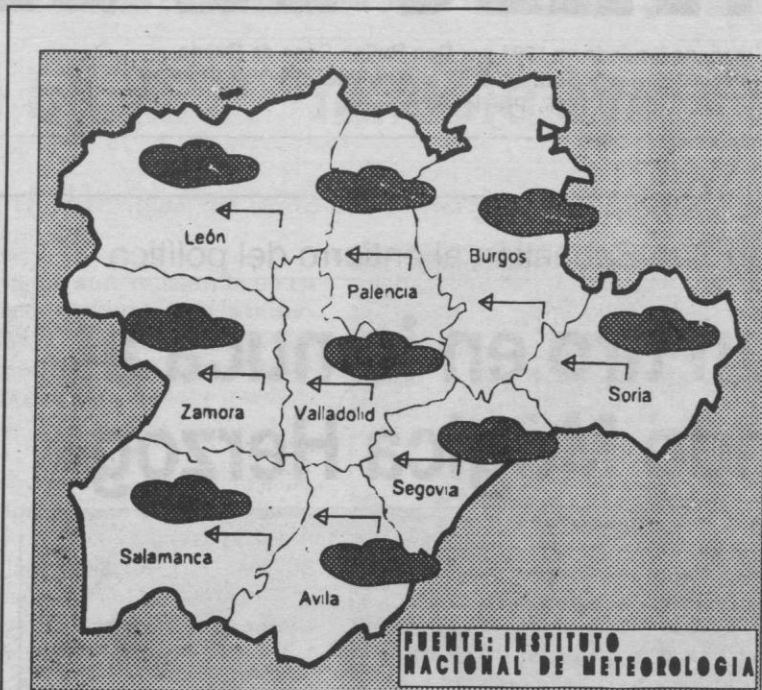 León
Burgos
Palencia
Soria
Zamora
Valladolid
Segovia
Salamanca
Avila
FUENTE: INSTITUTO
NACIONAL DE METEOROLOGIA